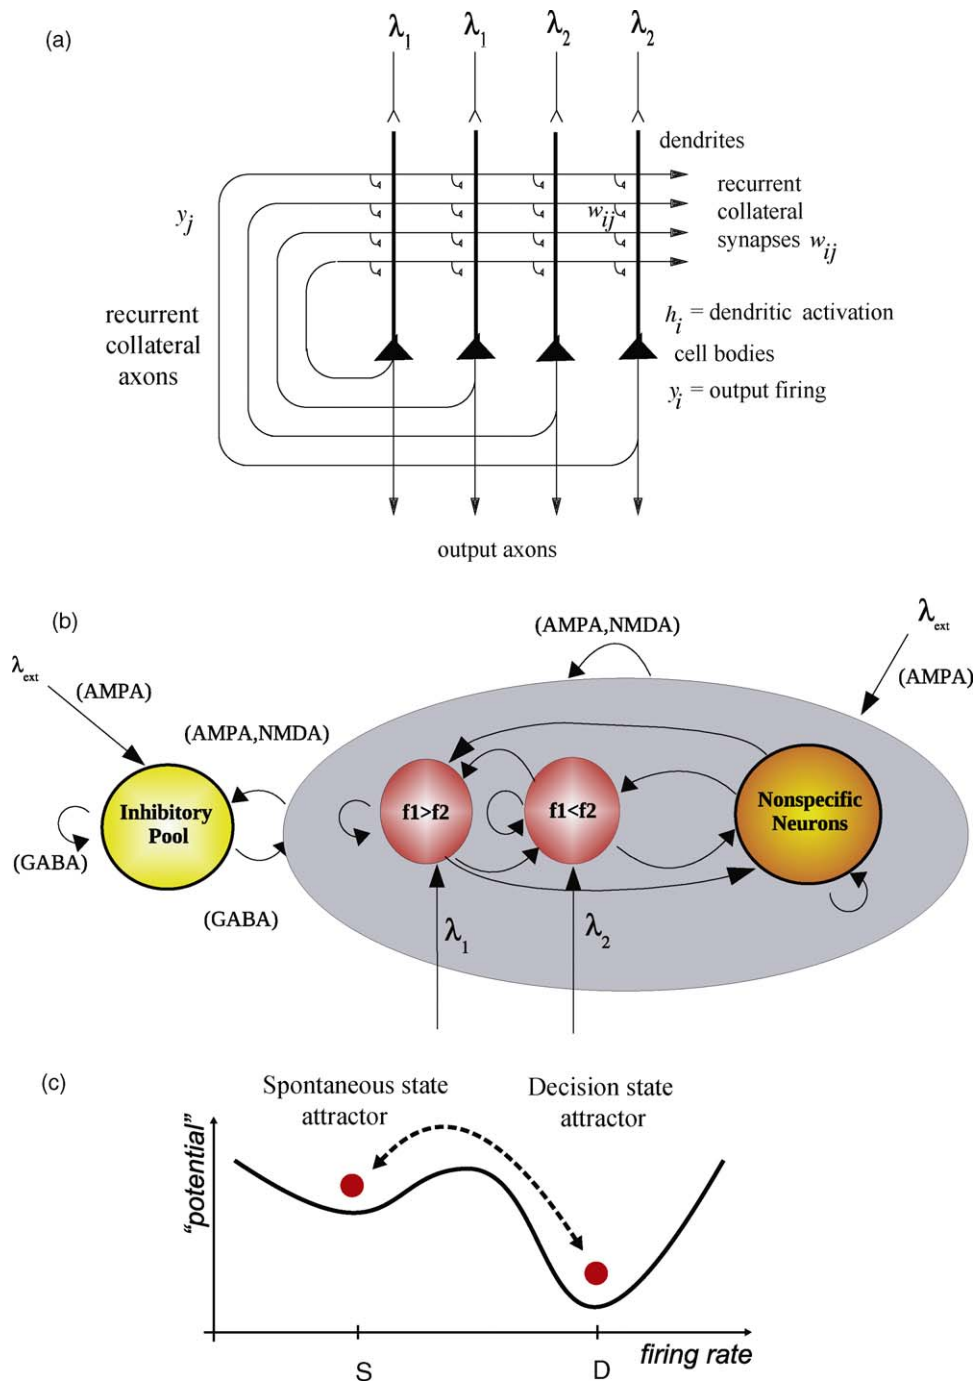 (a)
λ1 λ1 λ2 λ2
dendrites
recurrent
collateral
synapses wij
wij
yj
recurrent
collateral
axons
hi = dendritic activation
cell bodies
yi = output firing
output axons
(b)
λext
(AMPA)
(AMPA,NMDA)
λext
(AMPA)
(AMPA,NMDA)
Inhibitory
Pool
(GABA)
(GABA)
f1>f2
f1<f2
Nonspecific
Neurons
λ1
λ2
(c)
Spontaneous state
attractor
Decision state
attractor
“potential”
S
D
firing rate